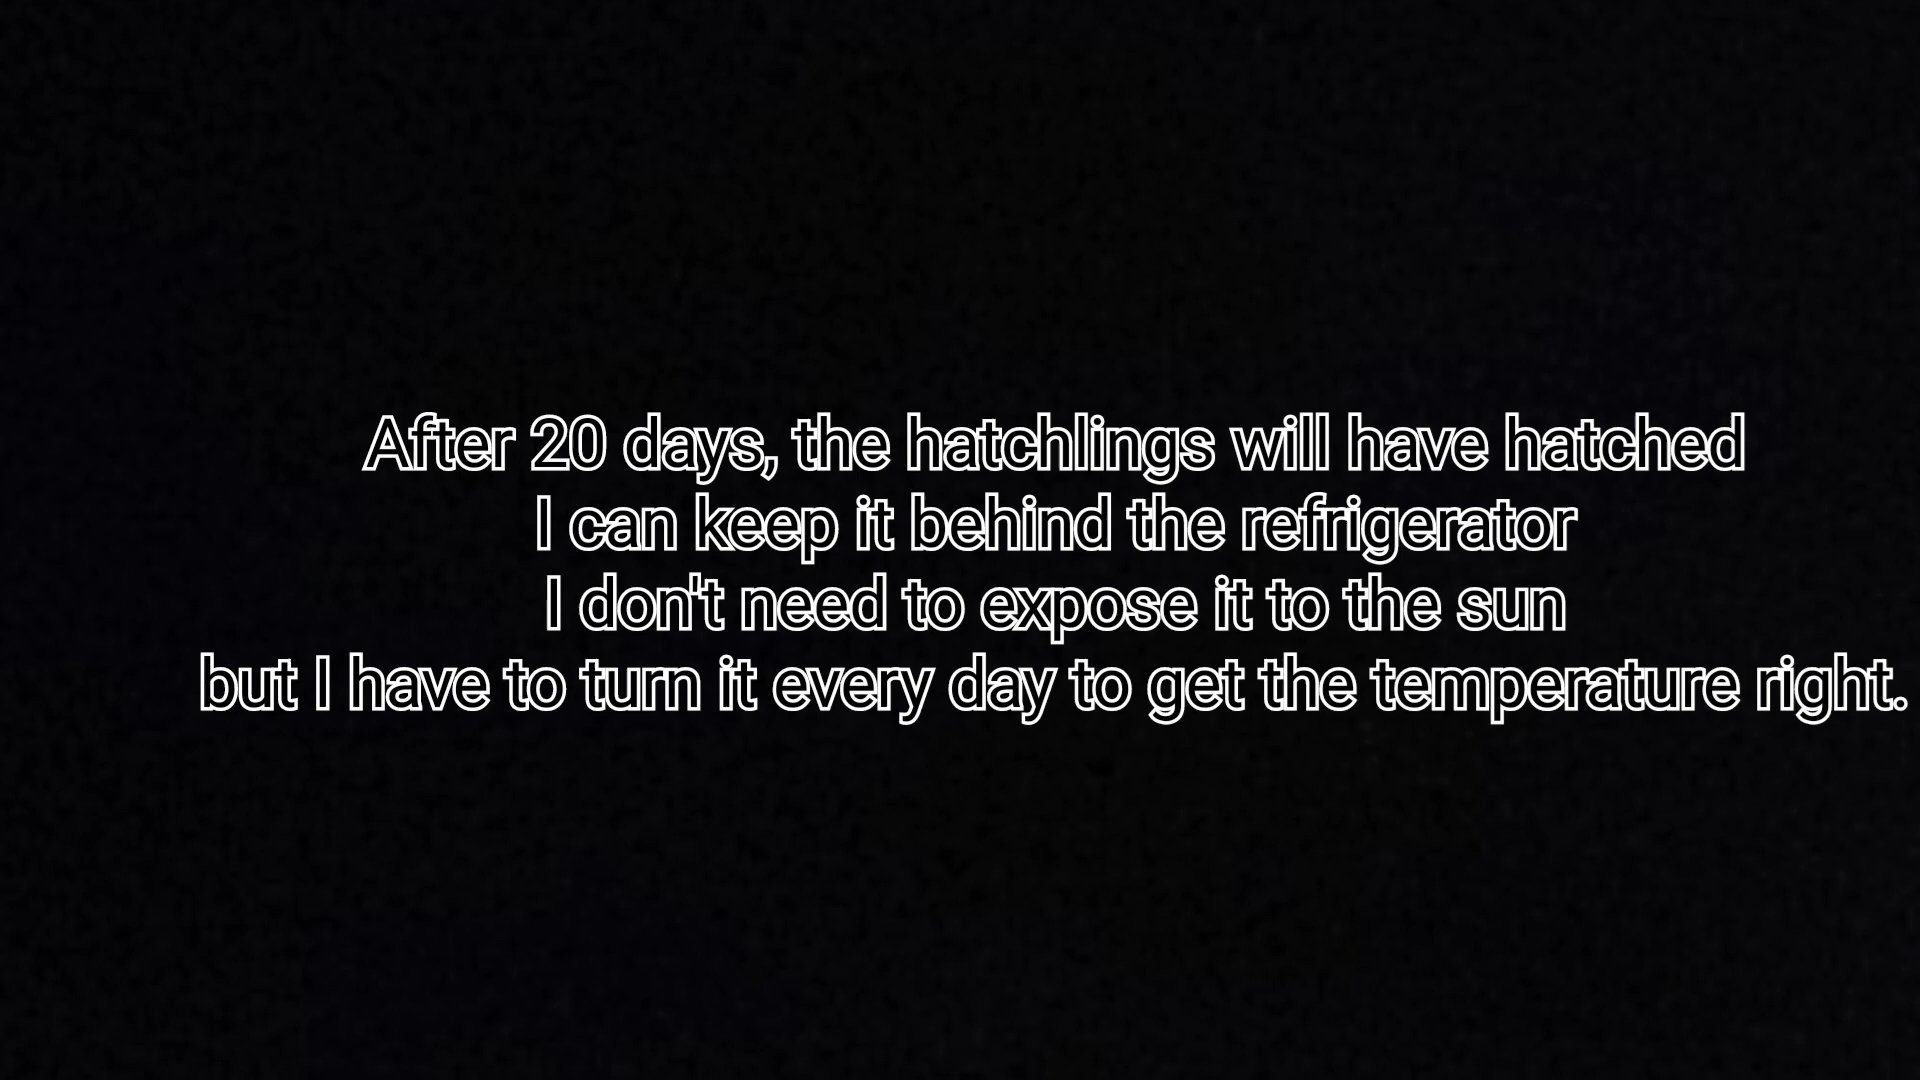 After 20 days, the hatchlings will have hatched
I can keep it behind the refrigerator
I don't need to expose it to the sun
but I have to turn it every day to get the temperature right.